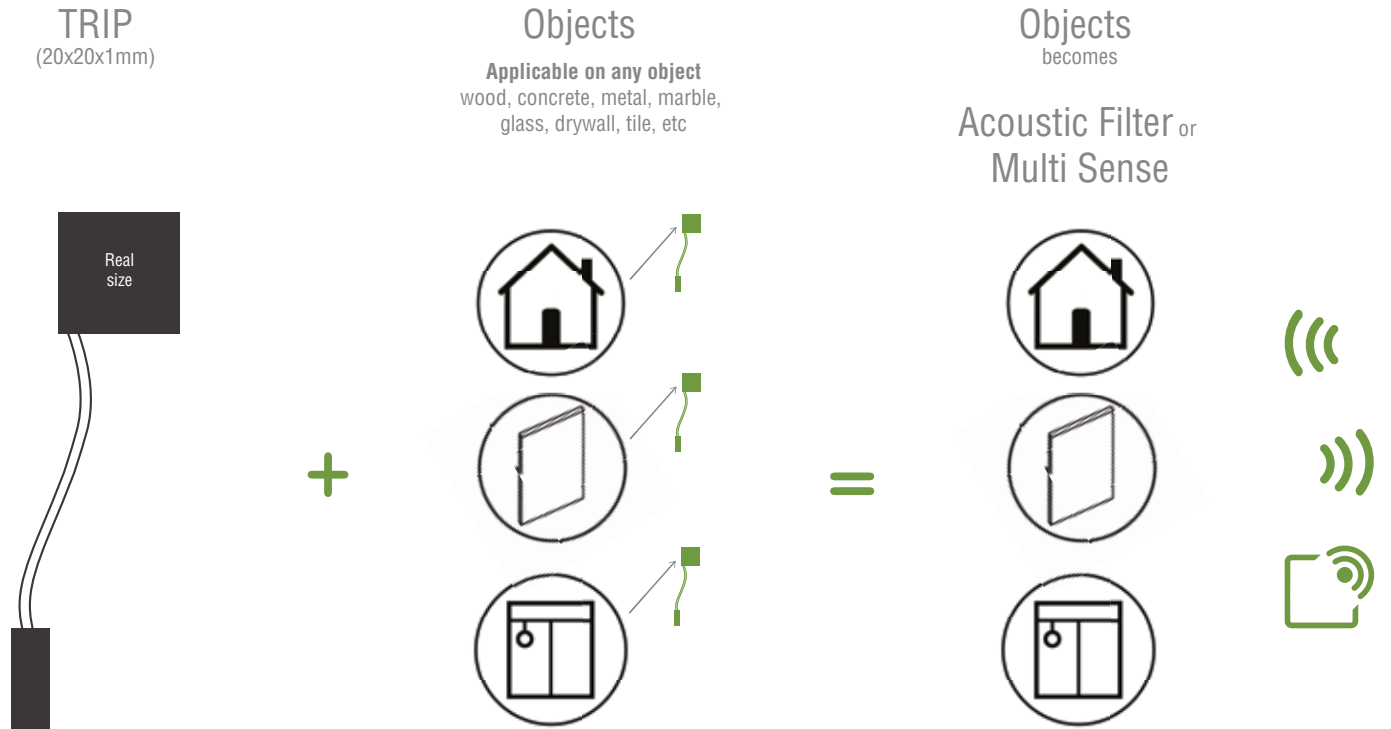 TRIP
(20x20x1mm)
Real
size
+
Objects
Applicable on any object
wood, concrete, metal, marble,
glass, drywall, tile, etc
=
Objects
becomes
Acoustic Filter or
Multi Sense